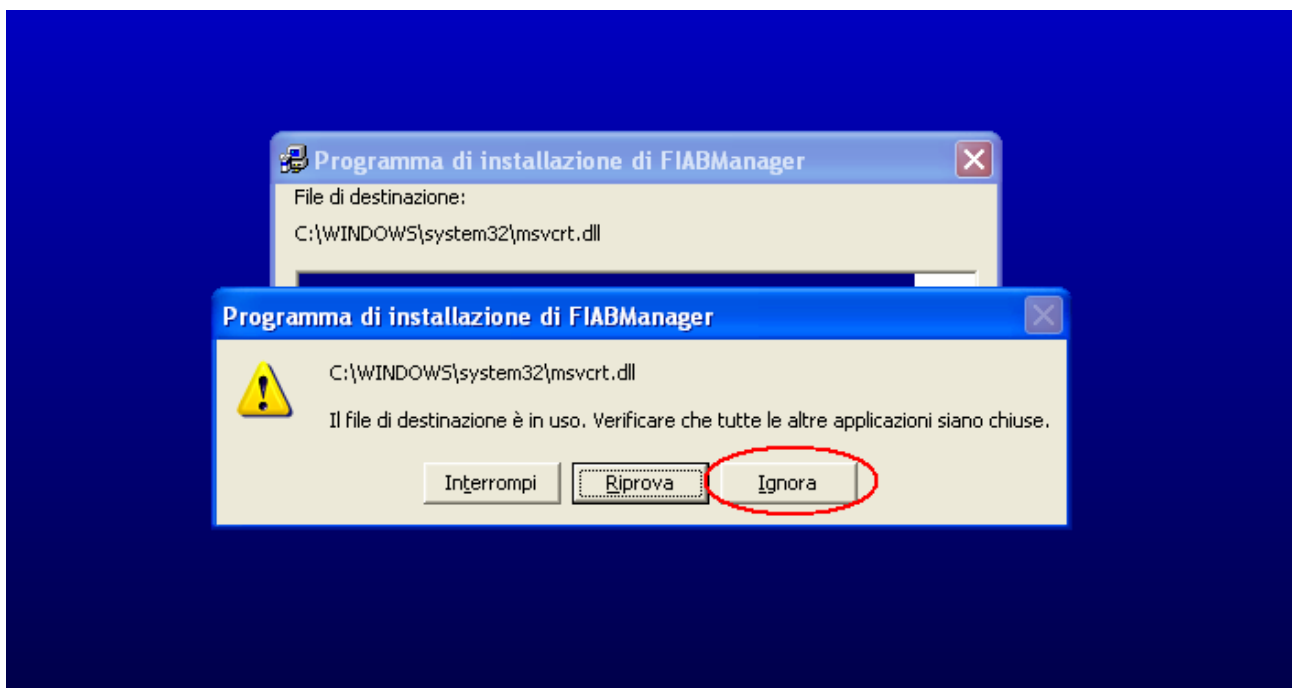 Programma di installazione di FIABManager
File di destinazione:
C:\WINDOWS\system32\msvcrt.dll
Programma di installazione di FIABManager
C:\WINDOWS\system32\msvcrt.dll
Il file di destinazione è in uso. Verificare che tutte le altre applicazioni siano chiuse.
Interrompi Riprova Ignora